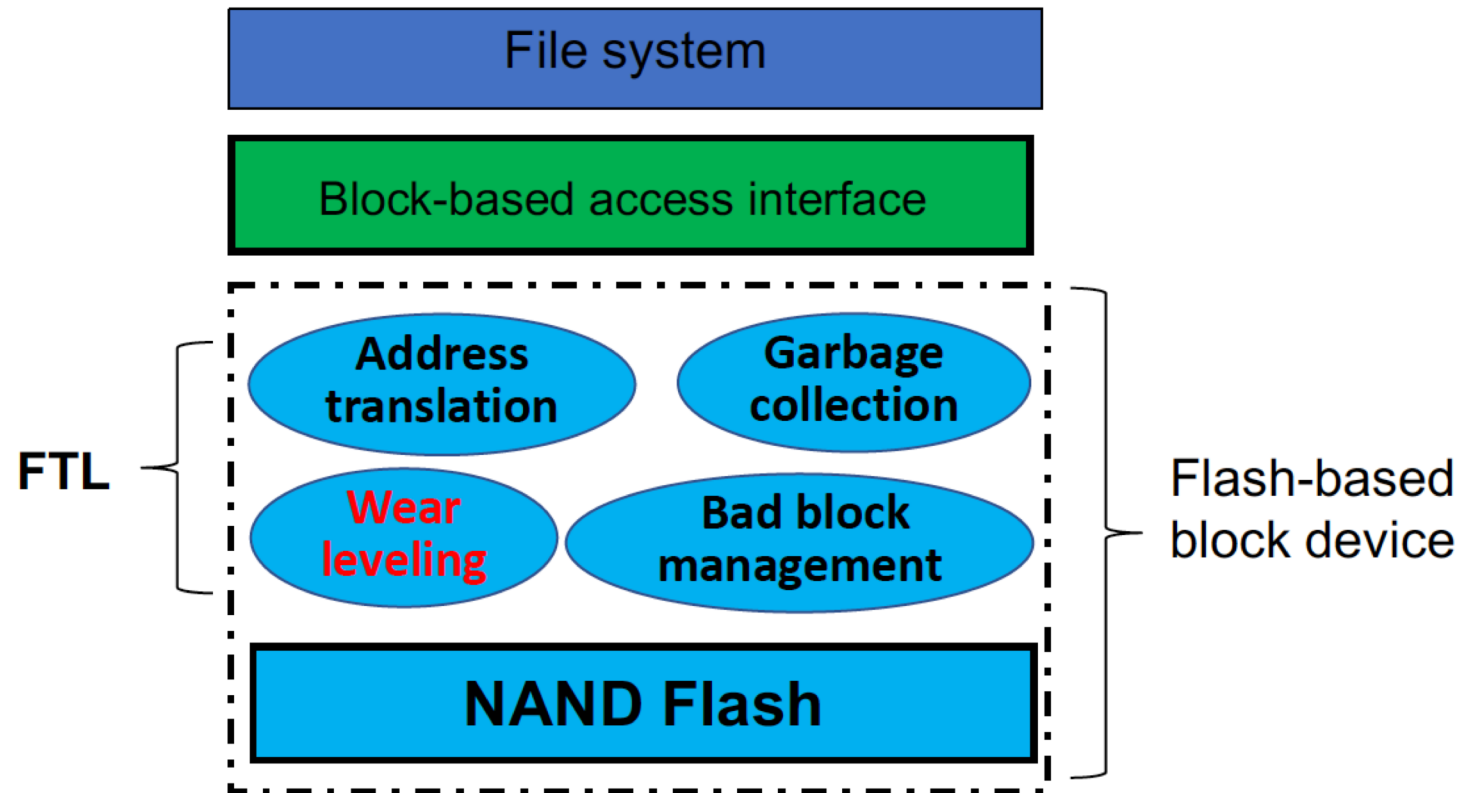 File system
Block-based access interface
Address
translation
Garbage
collection
FTL
Wear
leveling
Bad block
management
Flash-based
block device
NAND Flash